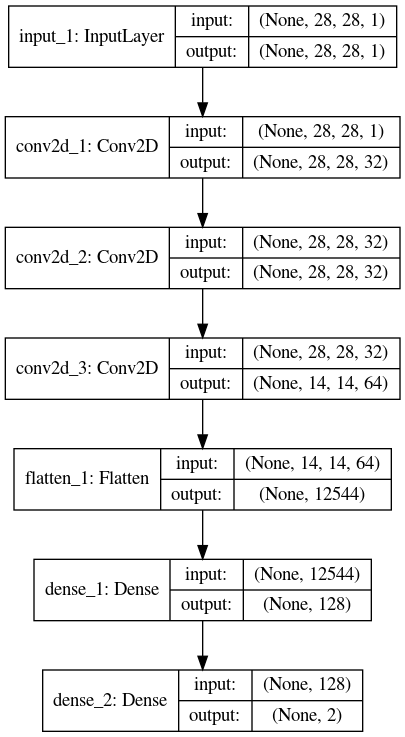 input_1: InputLayer
input: (None, 28, 28, 1)
output: (None, 28, 28, 1)
conv2d_1: Conv2D
input: (None, 28, 28, 1)
output: (None, 28, 28, 32)
conv2d_2: Conv2D
input: (None, 28, 28, 32)
output: (None, 28, 28, 32)
conv2d_3: Conv2D
input: (None, 28, 28, 32)
output: (None, 14, 14, 64)
flatten_1: Flatten
input: (None, 14, 14, 64)
output: (None, 12544)
dense_1: Dense
input: (None, 12544)
output: (None, 128)
dense_2: Dense
input: (None, 128)
output: (None, 2)